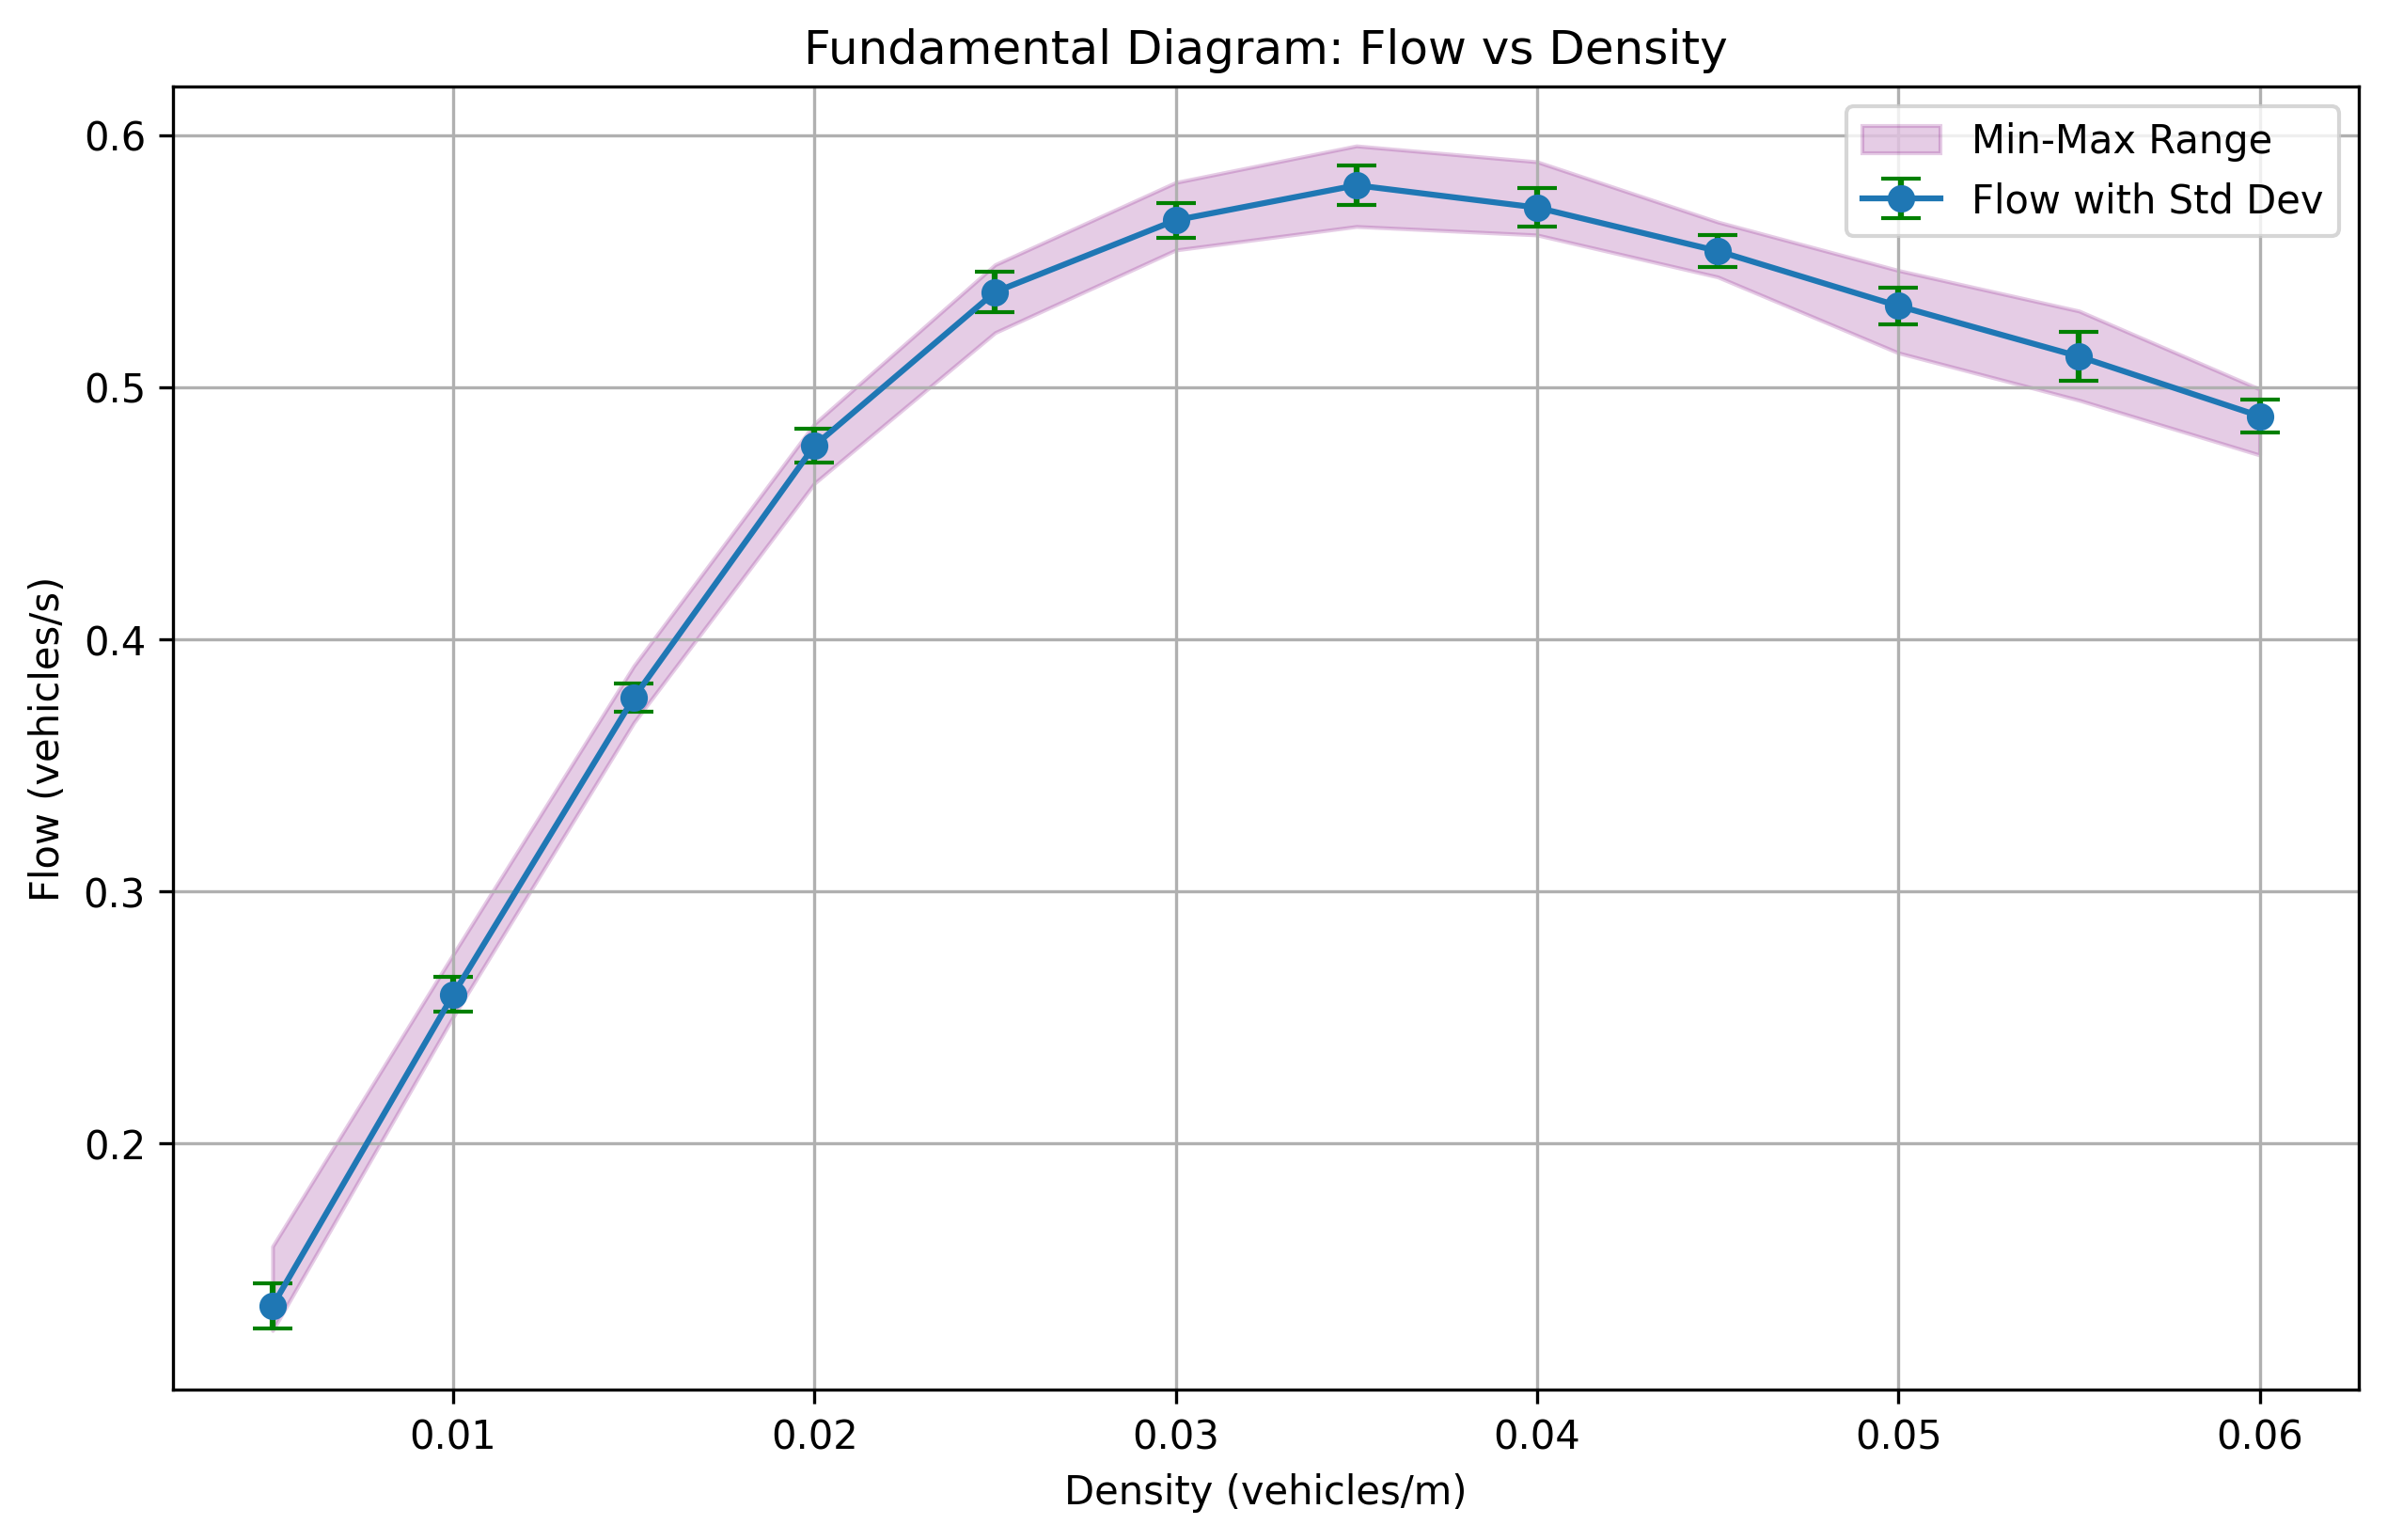 Fundamental Diagram: Flow vs Density
Min-Max Range
Flow with Std Dev
Flow (vehicles/s)
0.6
0.5
0.4
0.3
0.2
0.01 0.02 0.03 0.04 0.05 0.06
Density (vehicles/m)